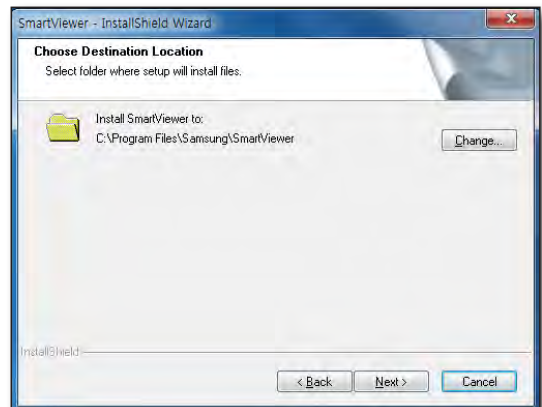 SmartViewer - InstallShield Wizard
Choose Destination Location
Select folder where setup will install files.
Install SmartViewer to:
C:\Program Files\Samsung\SmartViewer
Change...
InstallShield
< Back
Next >
Cancel